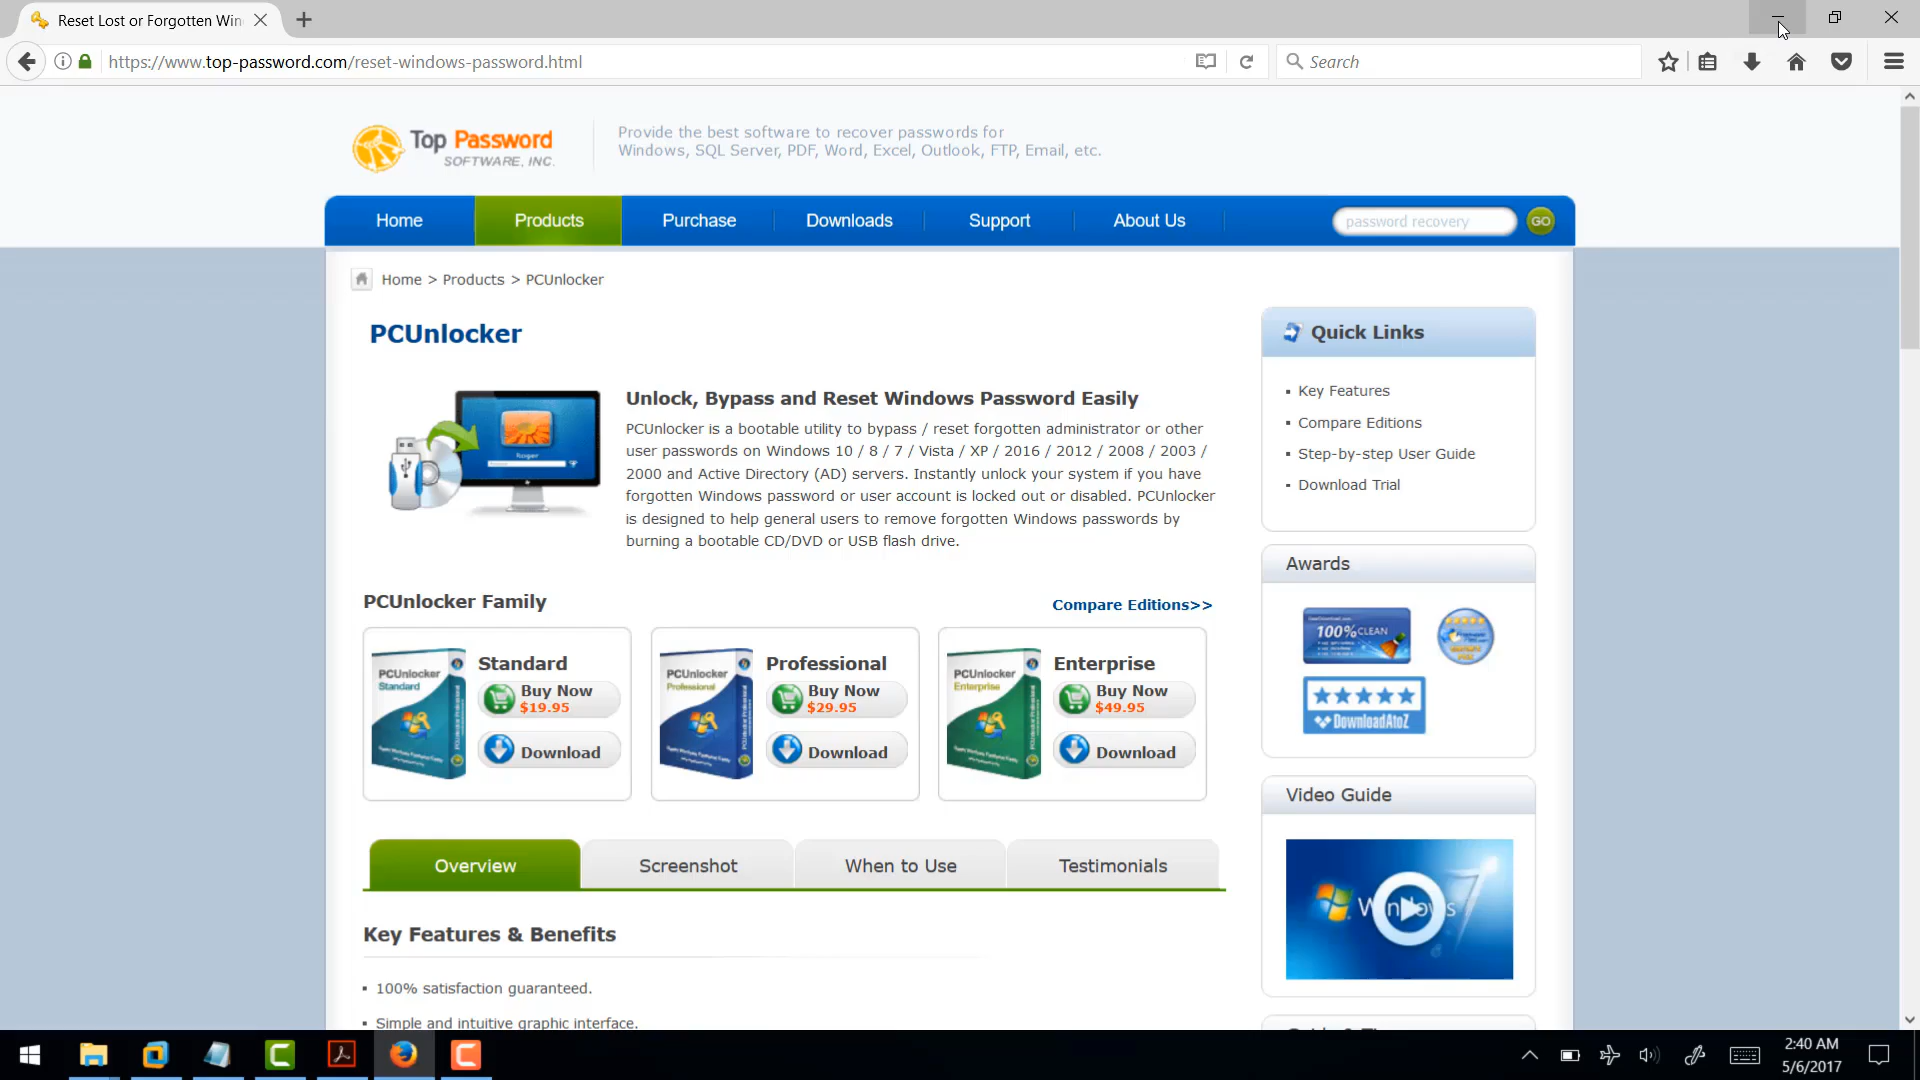 Reset Lost or Forgotten Win
https://www.top-password.com/reset-windows-password.html
Search
Top Password
SOFTWARE, INC.
Provide the best software to recover passwords for
Windows, SQL Server, PDF, Word, Excel, Outlook, FTP, Email, etc.
Home
Products
Purchase
Downloads
Support
About Us
password recovery
GO
Home > Products > PCUnlocker
PCUnlocker
Unlock, Bypass and Reset Windows Password Easily
PCUnlocker is a bootable utility to bypass / reset forgotten administrator or other
user passwords on Windows 10 / 8 / 7 / Vista / XP / 2016 / 2012 / 2008 / 2003 /
2000 and Active Directory (AD) servers. Instantly unlock your system if you have
forgotten Windows password or user account is locked out or disabled. PCUnlocker
is designed to help general users to remove forgotten Windows passwords by
burning a bootable CD/DVD or USB flash drive.
Quick Links
Key Features
Compare Editions
Step-by-step User Guide
Download Trial
Awards
100% CLEAN
DownloadAtoZ
PCUnlocker Family
Compare Editions>>
PCUnlocker
Standard
Standard
Buy Now
$19.95
Download
PCUnlocker
Professional
Professional
Buy Now
$29.95
Download
PCUnlocker
Enterprise
Enterprise
Buy Now
$49.95
Download
Video Guide
Windows 7
Overview
Screenshot
When to Use
Testimonials
Key Features & Benefits
100% satisfaction guaranteed.
Simple and intuitive graphic interface.
2:40 AM
5/6/2017